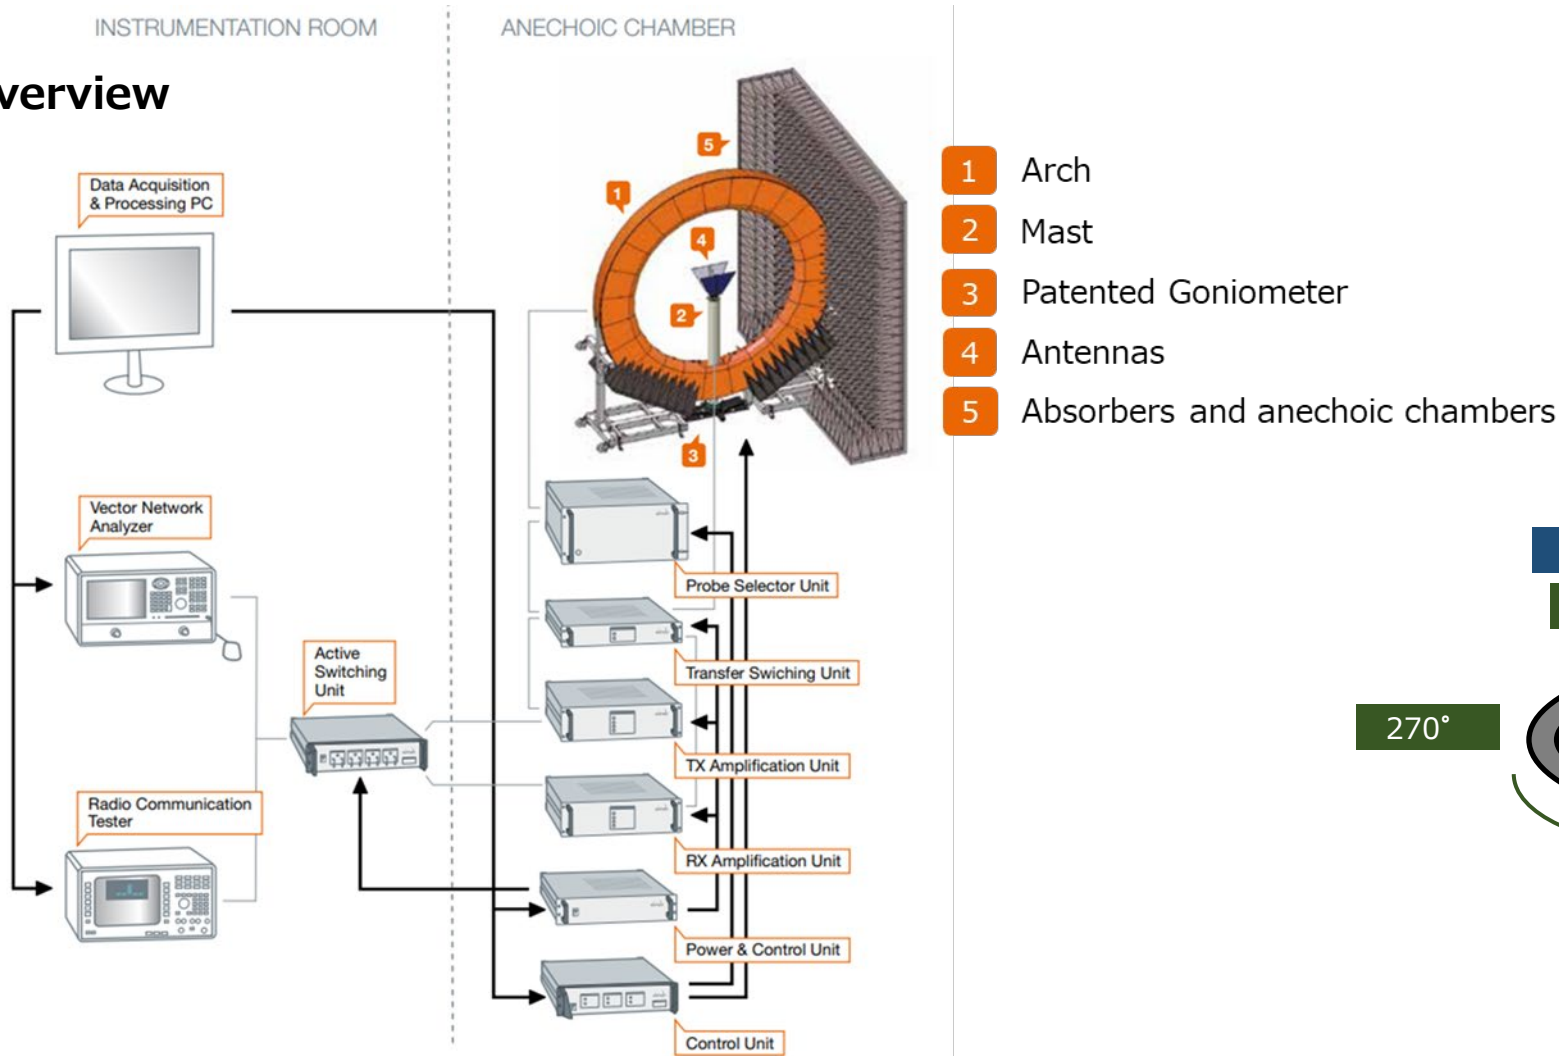 INSTRUMENTATION ROOM
ANECHOIC CHAMBER
verview
Data Acquisition
& Processing PC
Vector Network
Analyzer
Active
Switching
Unit
Radio Communication
Tester
5
1
4
2
3
Probe Selector Unit
Transfer Swiching Unit
TX Amplification Unit
RX Amplification Unit
Power & Control Unit
Control Unit
1 Arch
2 Mast
3 Patented Goniometer
4 Antennas
5 Absorbers and anechoic chambers
270°